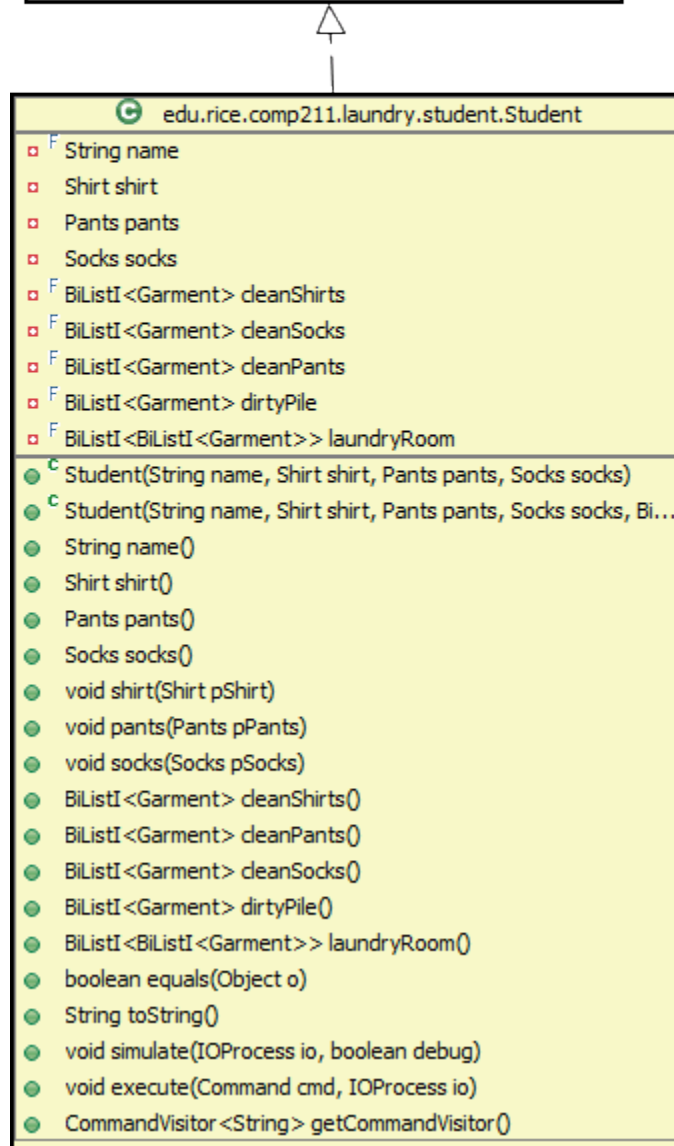 C edu.rice.comp211.laundry.student.Student
F String name
Shirt shirt
Pants pants
Socks socks
F BiListI<Garment> cleanShirts
F BiListI<Garment> cleanSocks
F BiListI<Garment> cleanPants
F BiListI<Garment> dirtyPile
F BiListI<BiListI<Garment>> laundryRoom
C Student(String name, Shirt shirt, Pants pants, Socks socks)
C Student(String name, Shirt shirt, Pants pants, Socks socks, Bi...
String name()
Shirt shirt()
Pants pants()
Socks socks()
void shirt(Shirt pShirt)
void pants(Pants pPants)
void socks(Socks pSocks)
BiListI<Garment> cleanShirts()
BiListI<Garment> cleanPants()
BiListI<Garment> cleanSocks()
BiListI<Garment> dirtyPile()
BiListI<BiListI<Garment>> laundryRoom()
boolean equals(Object o)
String toString()
void simulate(IOProcess io, boolean debug)
void execute(Command cmd, IOProcess io)
CommandVisitor<String> getCommandVisitor()